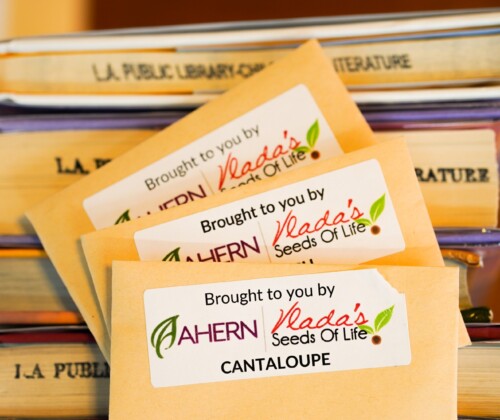 L.A. PUBLIC LIBRARY-CH LITERATURE
Brought to you by
AHERN Vlada's
Seeds Of Life
L.A. P
RATURE
Brought to you by
AHERN Vlada's
Seeds Of Life
Brought to you by
AHERN Vlada's
Seeds Of Life
CANTALOUPE
L.A PUBL